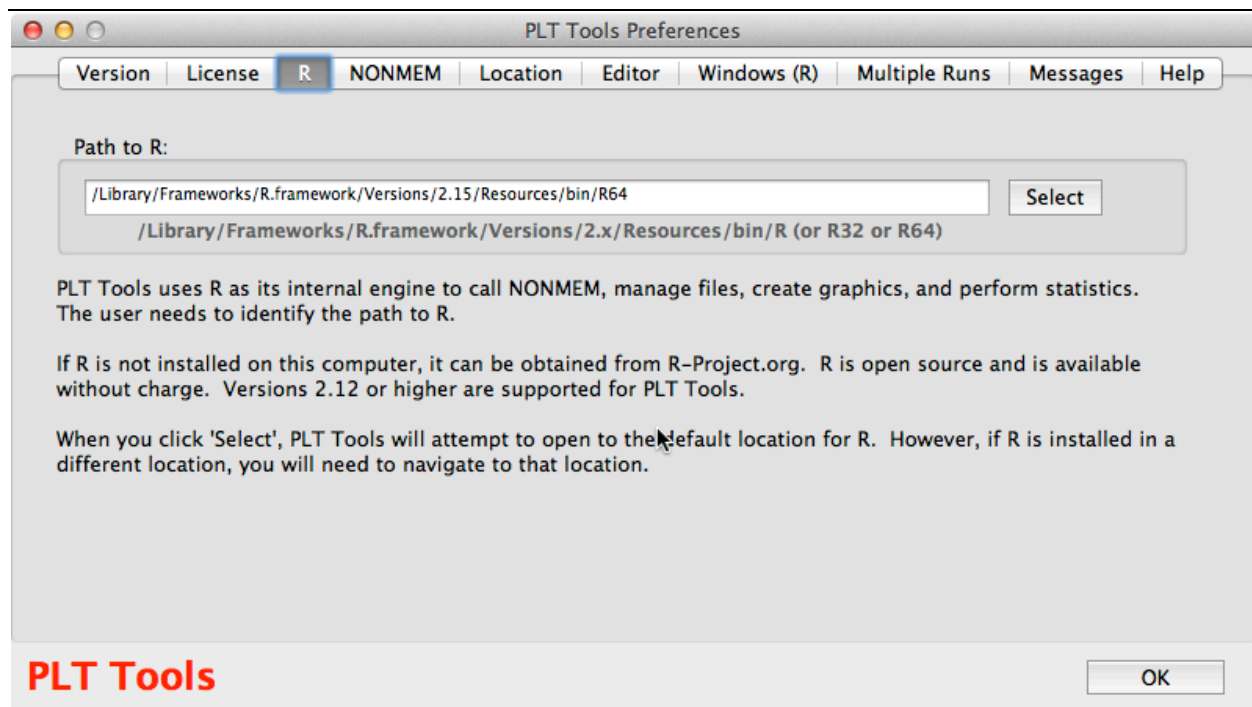 PLT Tools Preferences
Version License R NONMEM Location Editor Windows (R) Multiple Runs Messages Help
Path to R:
/Library/Frameworks/R.framework/Versions/2.15/Resources/bin/R64 Select
/Library/Frameworks/R.framework/Versions/2.x/Resources/bin/R (or R32 or R64)
PLT Tools uses R as its internal engine to call NONMEM, manage files, create graphics, and perform statistics.
The user needs to identify the path to R.
If R is not installed on this computer, it can be obtained from R-Project.org. R is open source and is available
without charge. Versions 2.12 or higher are supported for PLT Tools.
When you click 'Select', PLT Tools will attempt to open to the default location for R. However, if R is installed in a
different location, you will need to navigate to that location.
PLT Tools OK